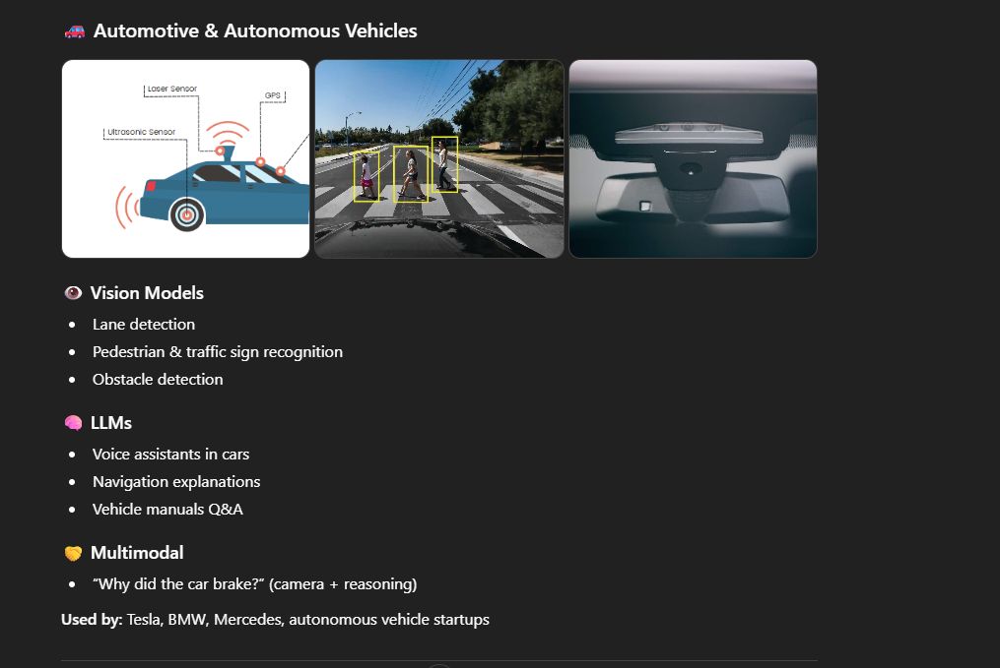 🚗 Automotive & Autonomous Vehicles
Laser Sensor
GPS
Ultrasonic Sensor
👁️ Vision Models
• Lane detection
• Pedestrian & traffic sign recognition
• Obstacle detection
🧠 LLMs
• Voice assistants in cars
• Navigation explanations
• Vehicle manuals Q&A
🤝 Multimodal
• “Why did the car brake?” (camera + reasoning)
Used by: Tesla, BMW, Mercedes, autonomous vehicle startups